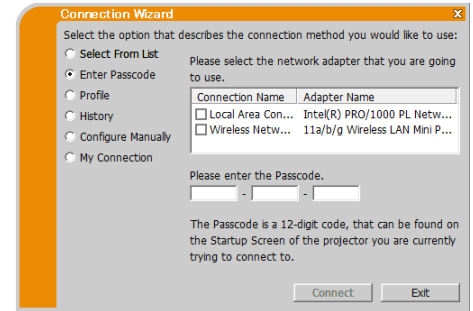 Connection Wizard
Select the option that describes the connection method you would like to use:
Select From List
Enter Passcode
Profile
History
Configure Manually
My Connection
Please select the network adapter that you are going
to use.
Connection Name Adapter Name
Local Area Con... Intel(R) PRO/1000 PL Netw...
Wireless Netw... 11a/b/g Wireless LAN Mini P...
Please enter the Passcode.
- -
The Passcode is a 12-digit code, that can be found on
the Startup Screen of the projector you are currently
trying to connect to.
Connect Exit